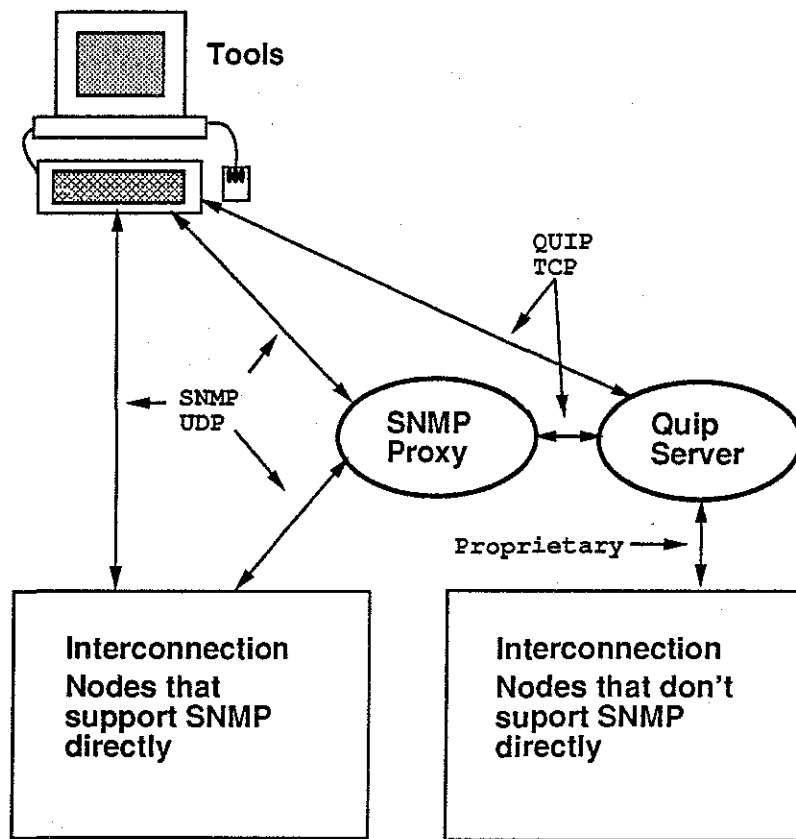 Tools
QUIP
TCP
SNMP
UDP
SNMP
Proxy
Quip
Server
Proprietary
Interconnection
Nodes that
support SNMP
directly
Interconnection
Nodes that don't
suport SNMP
directly